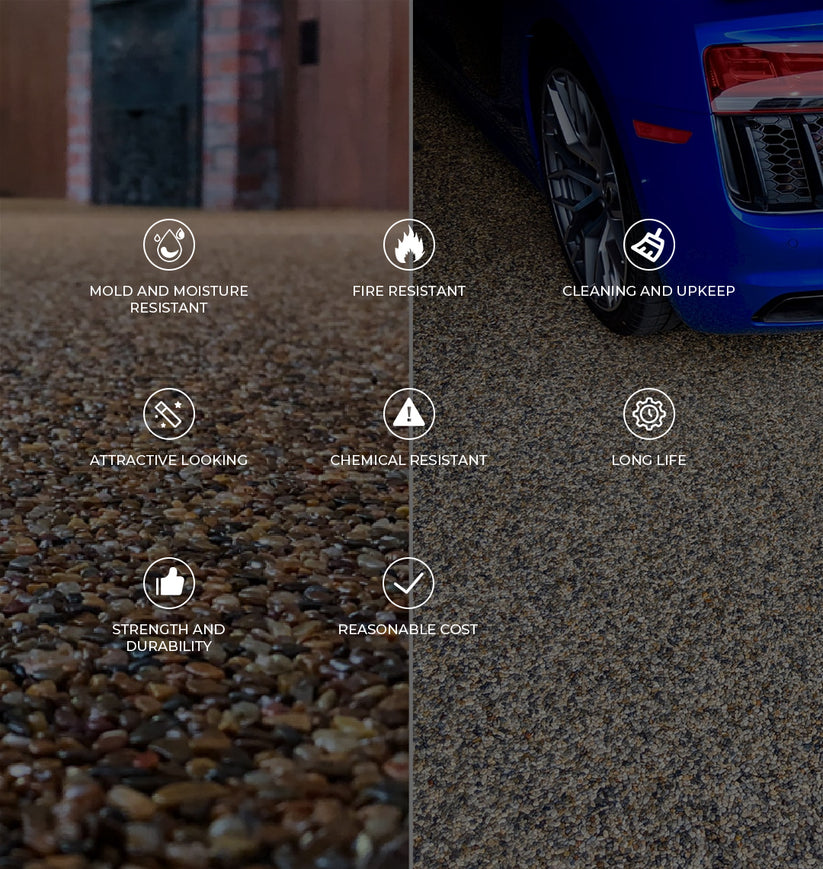 MOLD AND MOISTURE
RESISTANT
FIRE RESISTANT
CLEANING AND UPKEEP
ATTRACTIVE LOOKING
CHEMICAL RESISTANT
LONG LIFE
STRENGTH AND
DURABILITY
REASONABLE COST